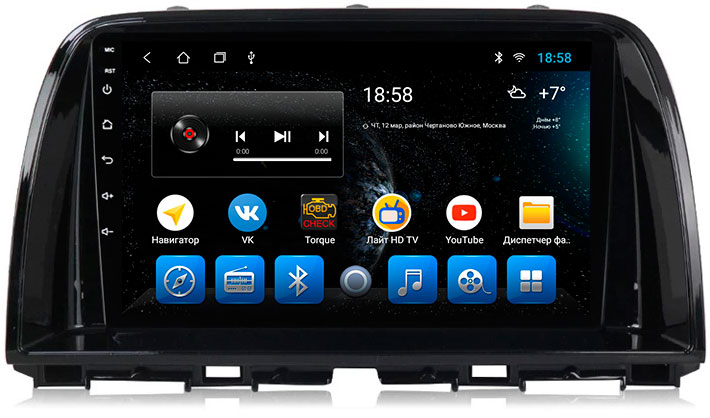 MIC
RST
18:58
18:58
+7°
ЧТ, 12 мар, район Чертаново Южное, Москва
Днём +8°
Ночью +5°
0:00
0:00
OBD
CHECK
Навигатор
VK
Torque
Лайт HD TV
YouTube
Диспетчер фа..